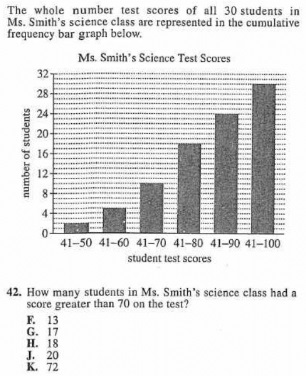 The whole number test scores of all 30 students in
Ms. Smith's science class are represented in the cumulative
frequency bar graph below.
Ms. Smith's Science Test Scores
number of students
32
28
24
20
16
12
8
4
0
41–50 41–60 41–70 41–80 41–90 41–100
student test scores
42. How many students in Ms. Smith's science class had a
score greater than 70 on the test?
F. 13
G. 17
H. 18
J. 20
K. 72